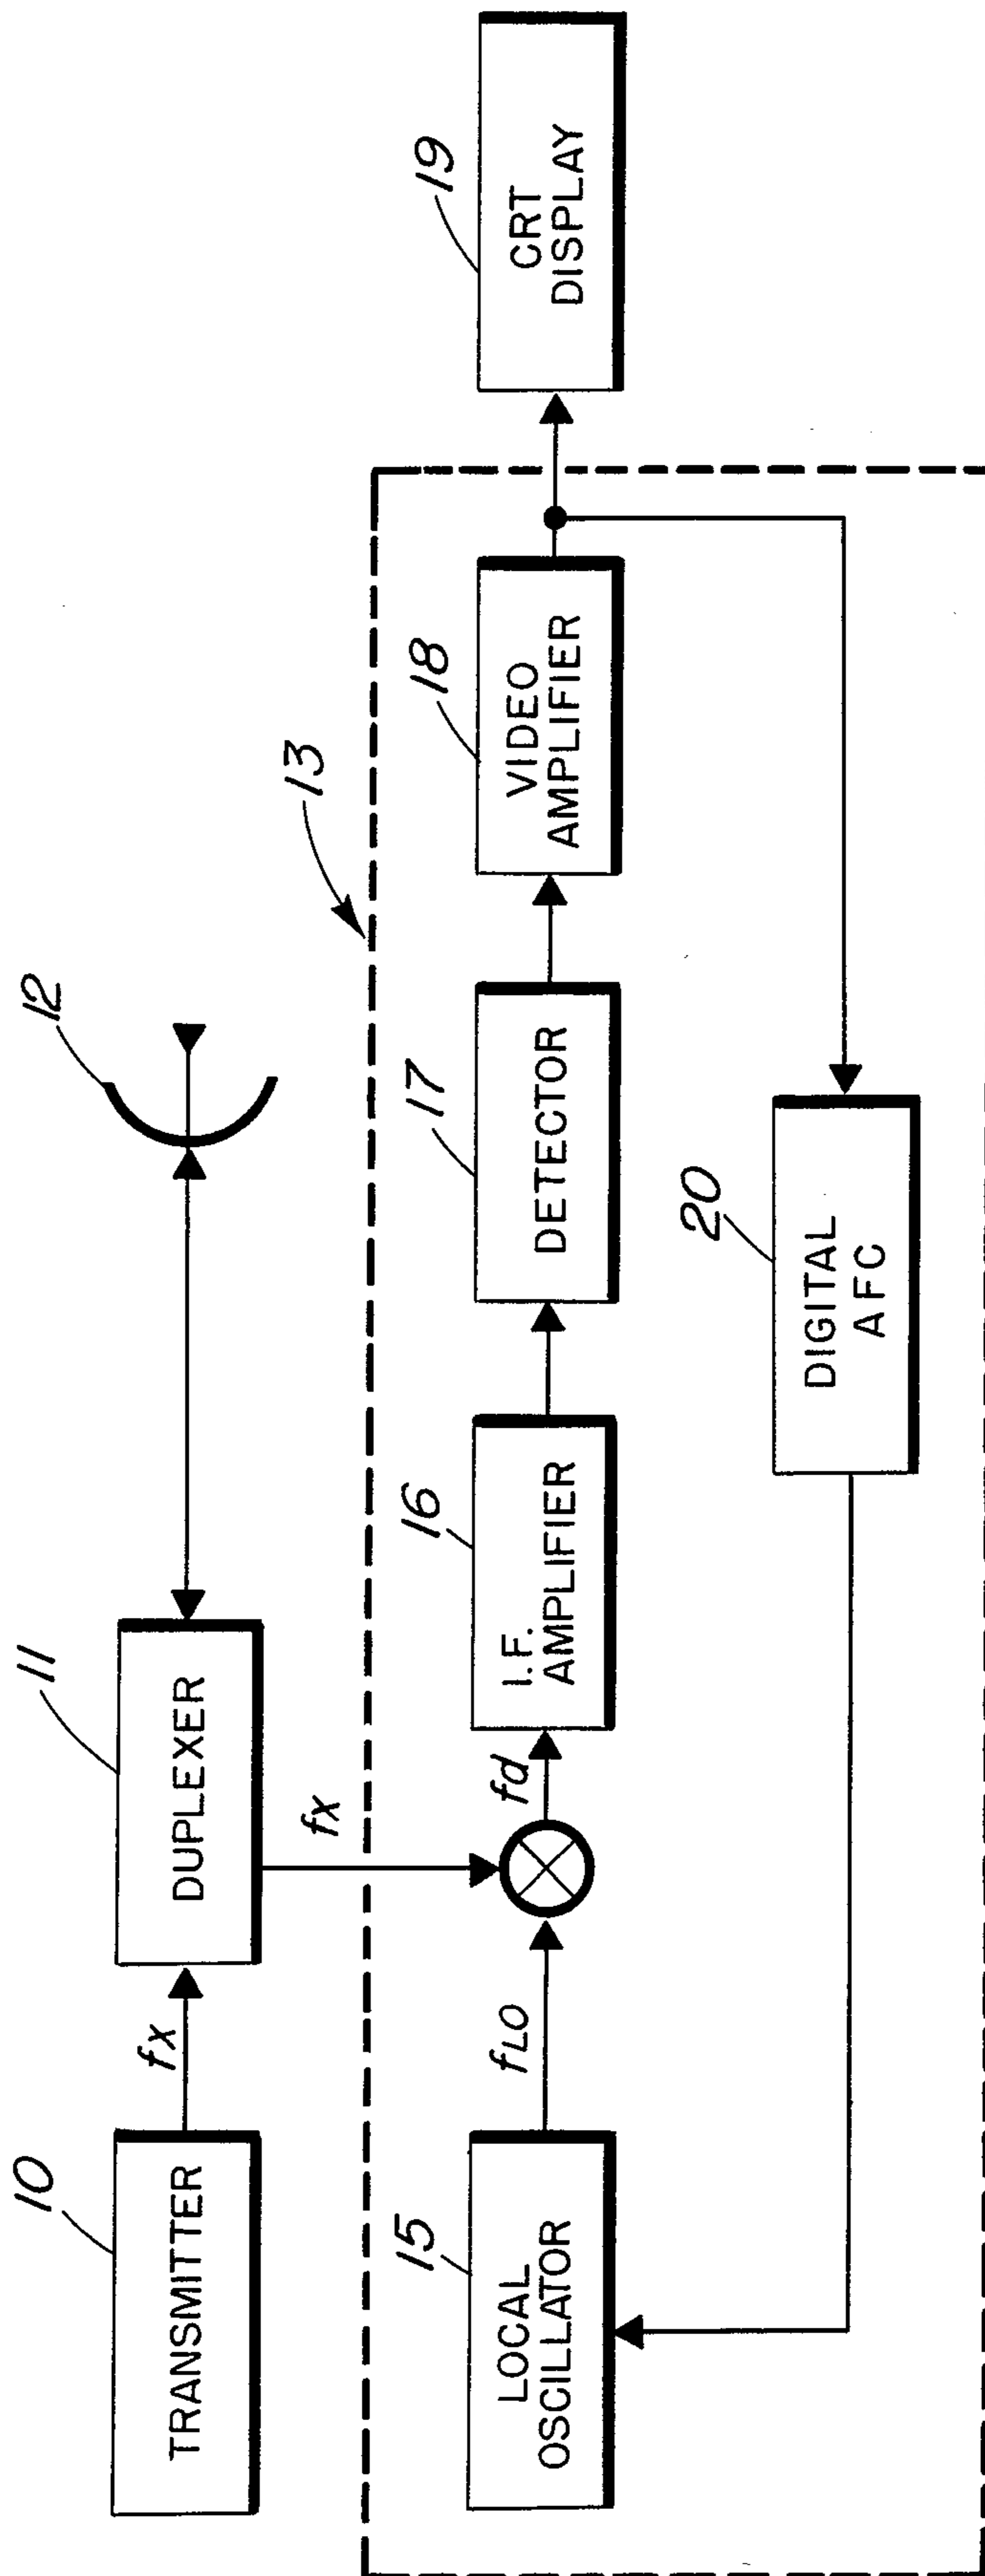 10
TRANSMITTER
fx
11
DUPLEXER
12
fx
13
15
LOCAL
OSCILLATOR
fLO
fd
16
I.F.
AMPLIFIER
17
DETECTOR
18
VIDEO
AMPLIFIER
19
CRT
DISPLAY
20
DIGITAL
AFC